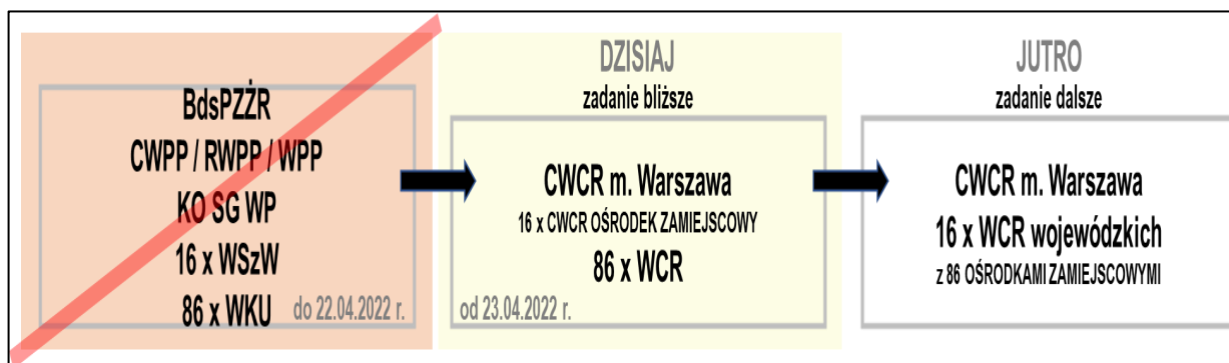 BdsPZŻR
CWPP / RWPP / WPP
KO SG WP
16 x WSzW
86 x WKU
do 22.04.2022 r.
DZISIAJ
zadanie bliższe
CWCR m. Warszawa
16 x CWCR OŚRODEK ZAMIEJSCOWY
86 x WCR
od 23.04.2022 r.
JUTRO
zadanie dalsze
CWCR m. Warszawa
16 x WCR wojewódzkich
z 86 OŚRODKAMI ZAMIEJSCOWYMI